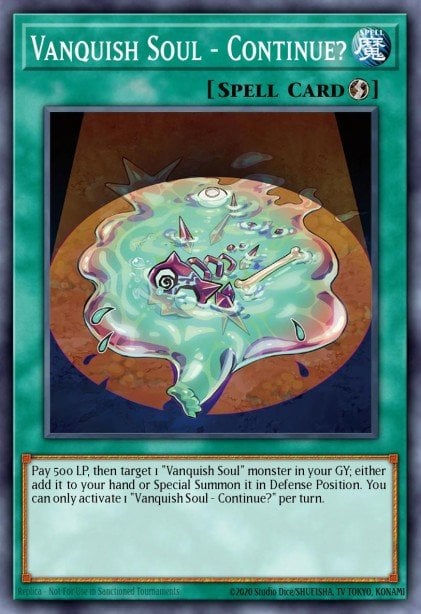 Vanquish Soul - Continue?
SPELL
魔
[Spell Card]
Pay 500 LP, then target 1 "Vanquish Soul" monster in your GY; either
add it to your hand or Special Summon it in Defense Position. You
can only activate 1 "Vanquish Soul - Continue?" per turn.
Replica - Not For Use in Sanctioned Tournaments
©2020 Studio Dice/SHUEISHA, TV TOKYO, KONAMI